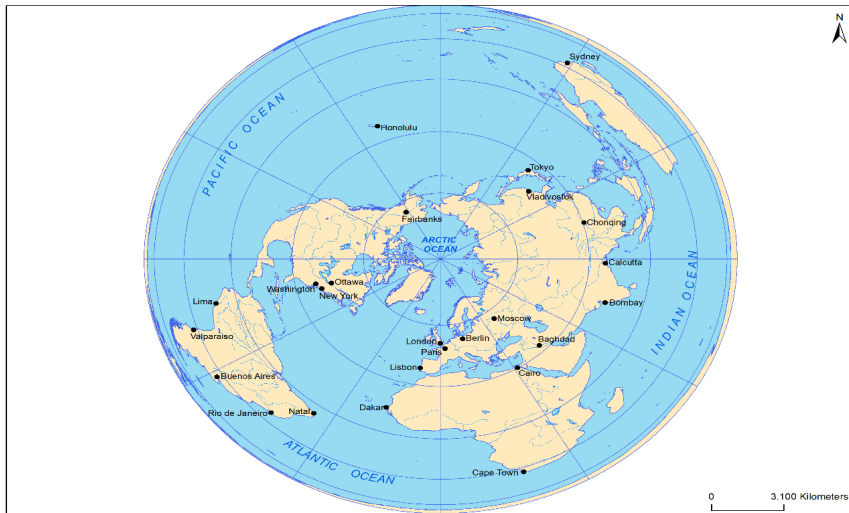 N
Sydney
PACIFIC OCEAN
Honolulu
Tokyo
Vladivostok
Fairbanks
Chonqing
ARCTIC
OCEAN
Calcutta
INDIAN OCEAN
Ottawa
Washington
New York
Lima
Bombay
Moscow
Valparaiso
London
Berlin
Baghdad
Paris
Lisbon
Cairo
Buenos Aires
Dakar
Rio de Janeiro
Natal
ATLANTIC OCEAN
Cape Town
0
3.100 Kilometers